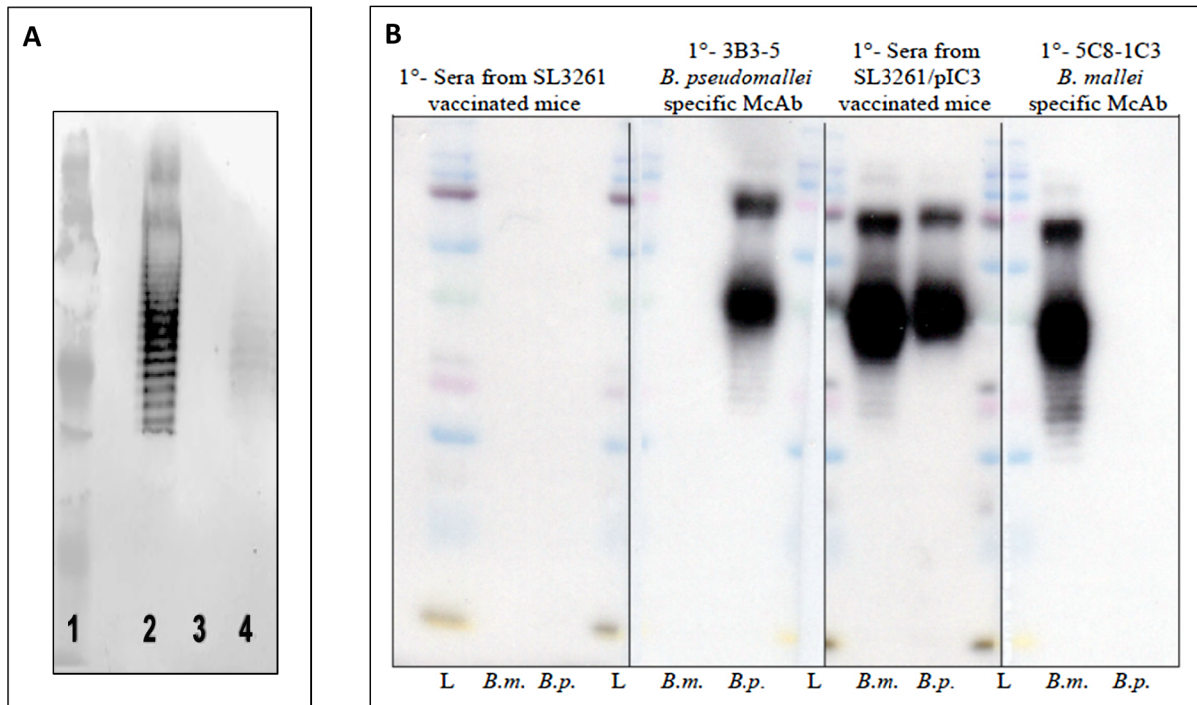 A
1
2
3
4
B
1°- Sera from SL3261
vaccinated mice
1°- 3B3-5
B. pseudomallei
specific McAb
1°- Sera from
SL3261/pIC3
vaccinated mice
1°- 5C8-1C3
B. mallei
specific McAb
L B.m. B.p. L B.m. B.p. L B.m. B.p. L B.m. B.p.